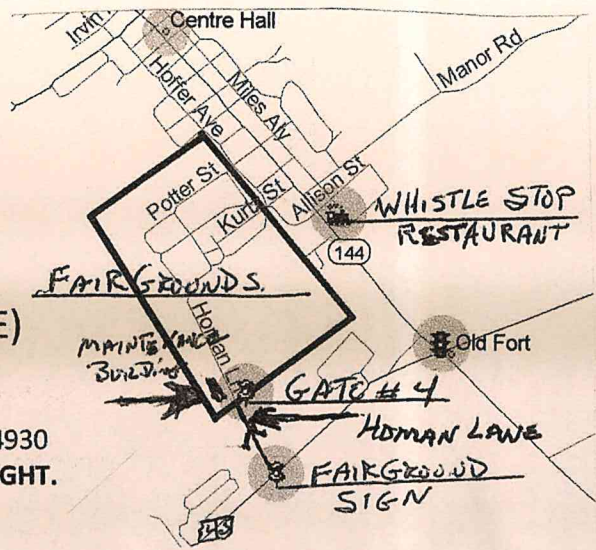 Centre Hall
Irvin
Hoffer Ave
Miles Aly
Manor Rd
Potter St
Kurtz St
Allison St
WHISTLE STOP
RESTAURANT
144
FAIRGROUNDS.
Homan Ln
E)
MAINTENANCE
BUILDING
Old Fort
GATE # 4
HOMAN LANE
4930
GHT.
FAIRGROUND
SIGN
45